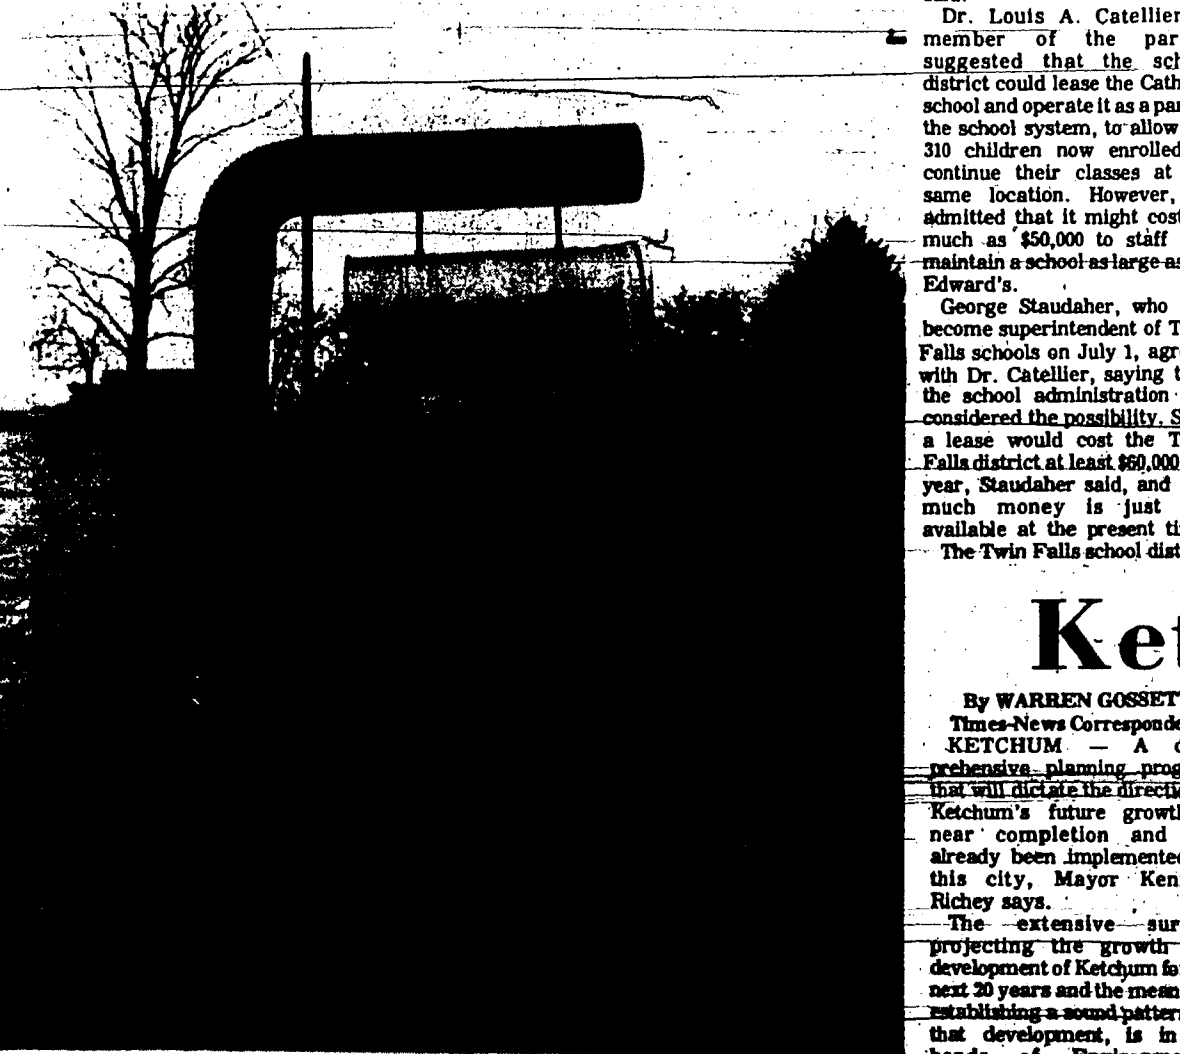 Dr. Louis A. Catellier
member of the par
suggested that the sch
district could lease the Cath
school and operate it as a par
the school system, to allow
310 children now enrolled
continue their classes at
same location. However,
admitted that it might cost
much as $50,000 to staff
maintain a school as large as
Edward's.
George Staudaher, who
become superintendent of T
Falls schools on July 1, agr
with Dr. Catellier, saying t
the school administration
considered the possibility. S
a lease would cost the T
Falls district at least $60,000
year, Staudaher said, and
much money is just
available at the present ti
The Twin Falls school dist
Ket
By WARREN GOSSET
Times-News Corresponde
KETCHUM — A c
prehensive planning prog
that will dictate the directi
Ketchum's future growth
near completion and
already been implemented
this city, Mayor Ken
Richey says.
The extensive sur
projecting the growth
development of Ketchum fo
next 20 years and the mean
establishing a sound pattern
that development, is in